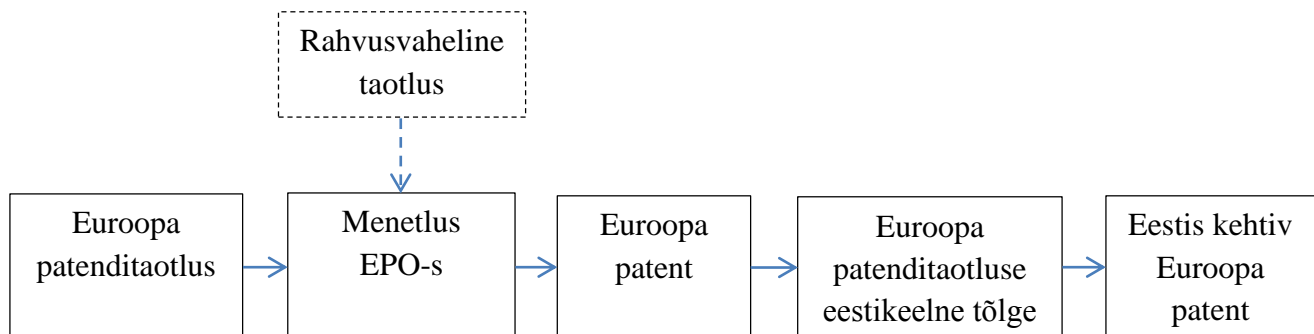 Rahvusvaheline
taotlus
Euroopa
patenditaotlus
Menetlus
EPO-s
Euroopa
patent
Euroopa
patenditaotluse
eestikeelne tõlge
Eestis kehtiv
Euroopa
patent